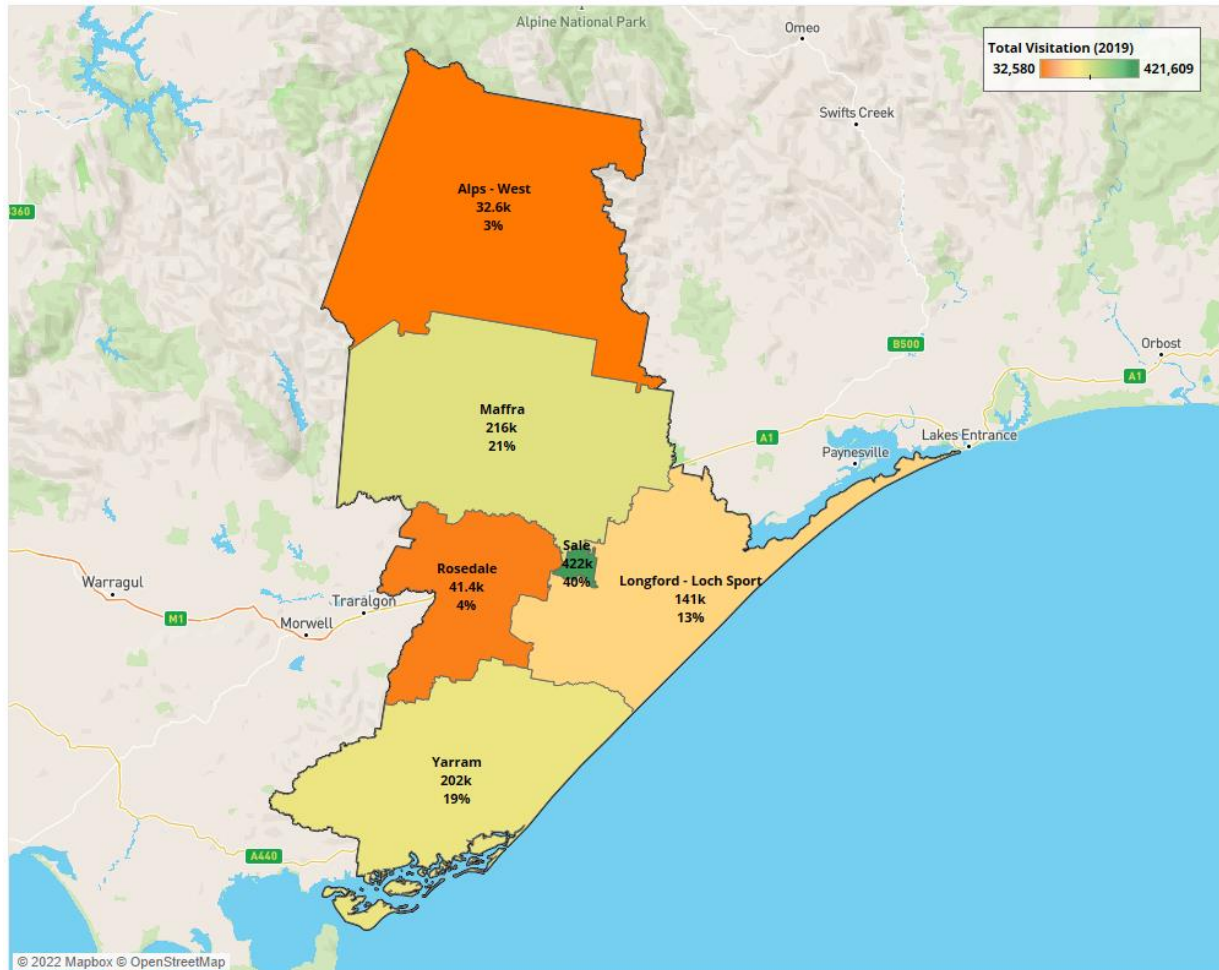 Alpine National Park
Omeo
Total Visitation (2019)
32,580
421,609
Swifts Creek
Alps - West
32.6k
3%
B500
Orbost
A1
Maffra
216k
21%
A1
Lakes Entrance
Paynesville
Sale
422k
40%
Rosedale
41.4k
4%
Longford - Loch Sport
141k
13%
Warragul
Traralgon
M1
Morwell
Yarram
202k
19%
A440
© 2022 Mapbox © OpenStreetMap